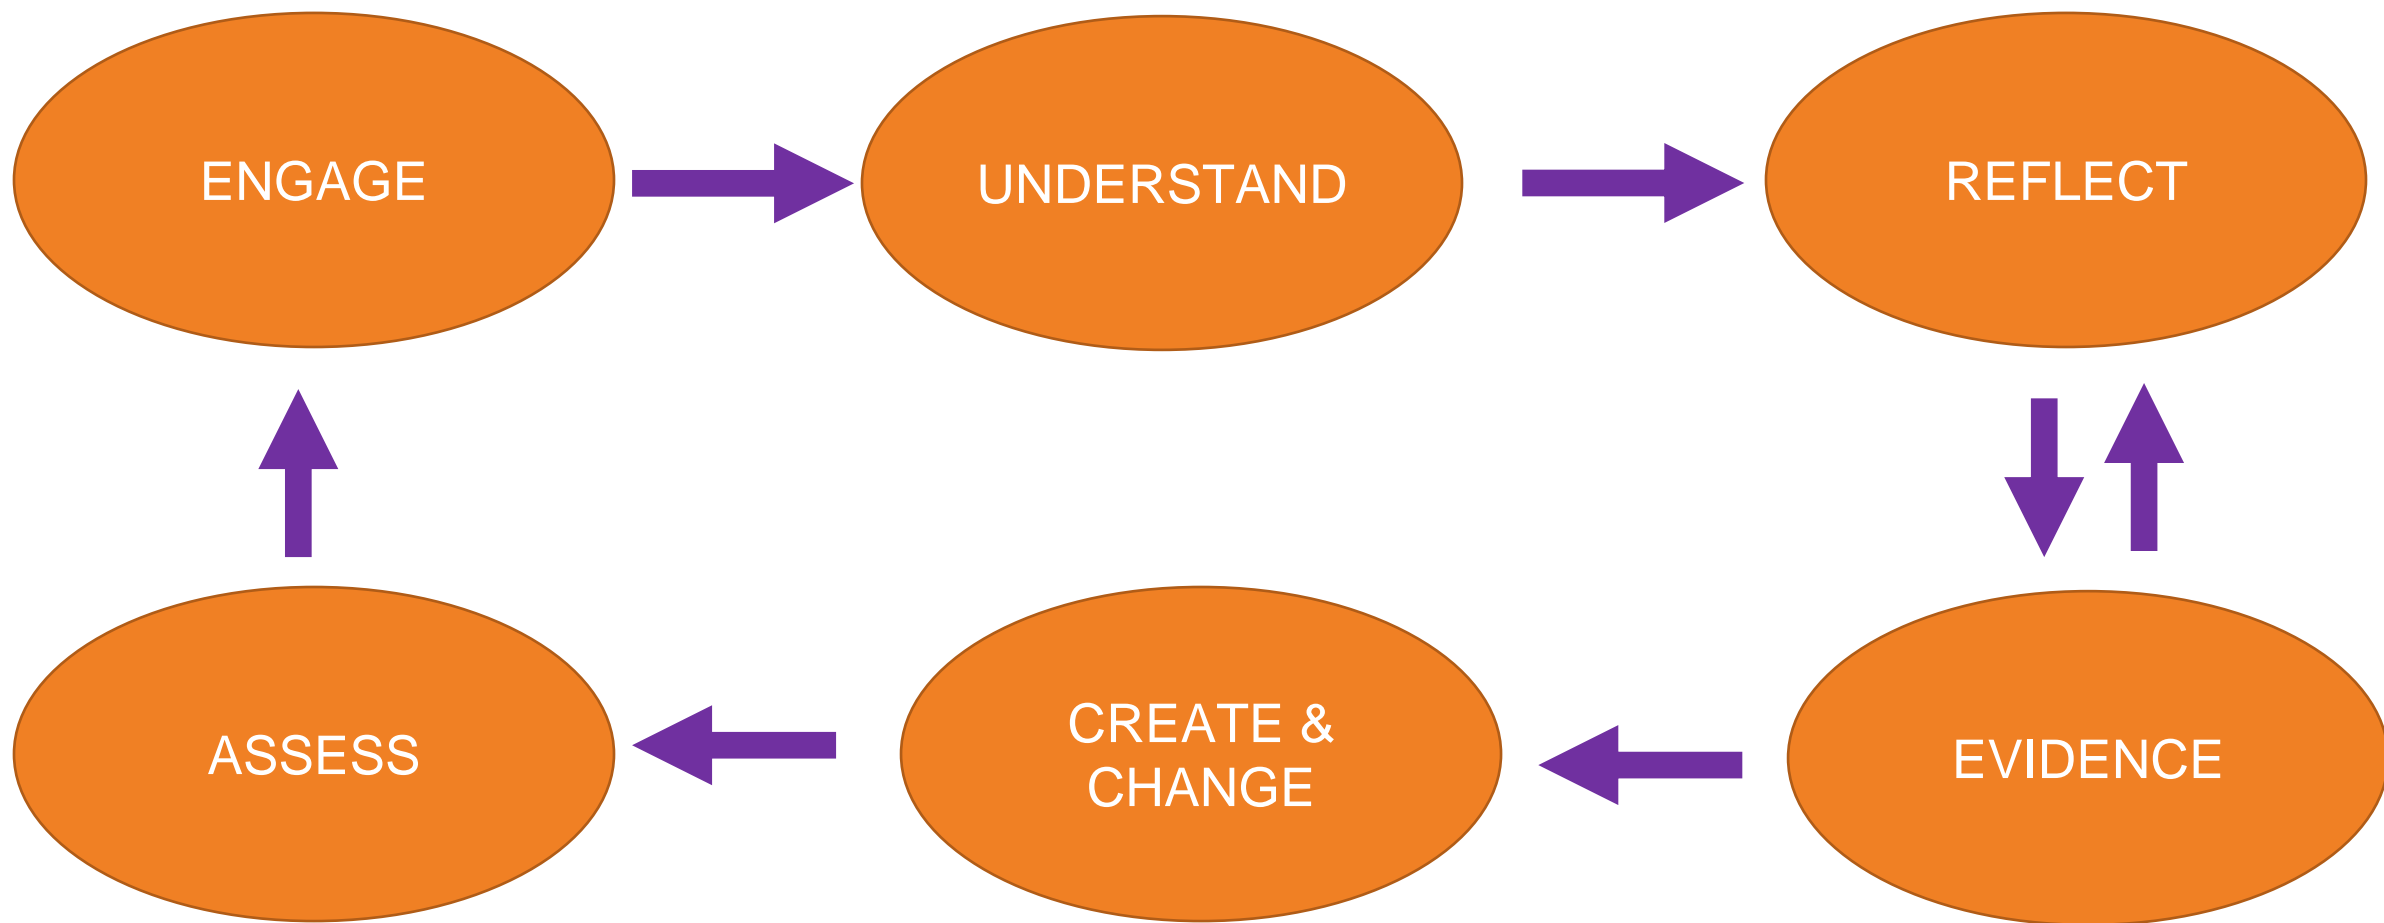 ENGAGE
UNDERSTAND
REFLECT
ASSESS
CREATE &
CHANGE
EVIDENCE